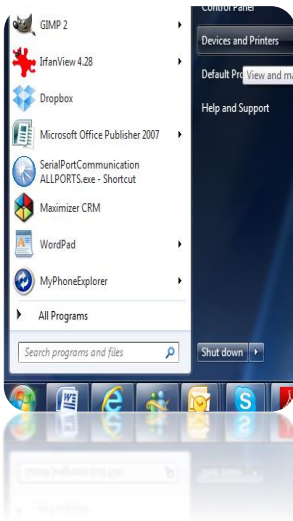 Control Panel
GIMP 2
Devices and Printers
IrfanView 4.28
Default Pro
View and ma
Dropbox
Help and Support
Microsoft Office Publisher 2007
SerialPortCommunication
ALLPORTS.exe - Shortcut
Maximizer CRM
WordPad
MyPhoneExplorer
All Programs
Search programs and files
Shut down